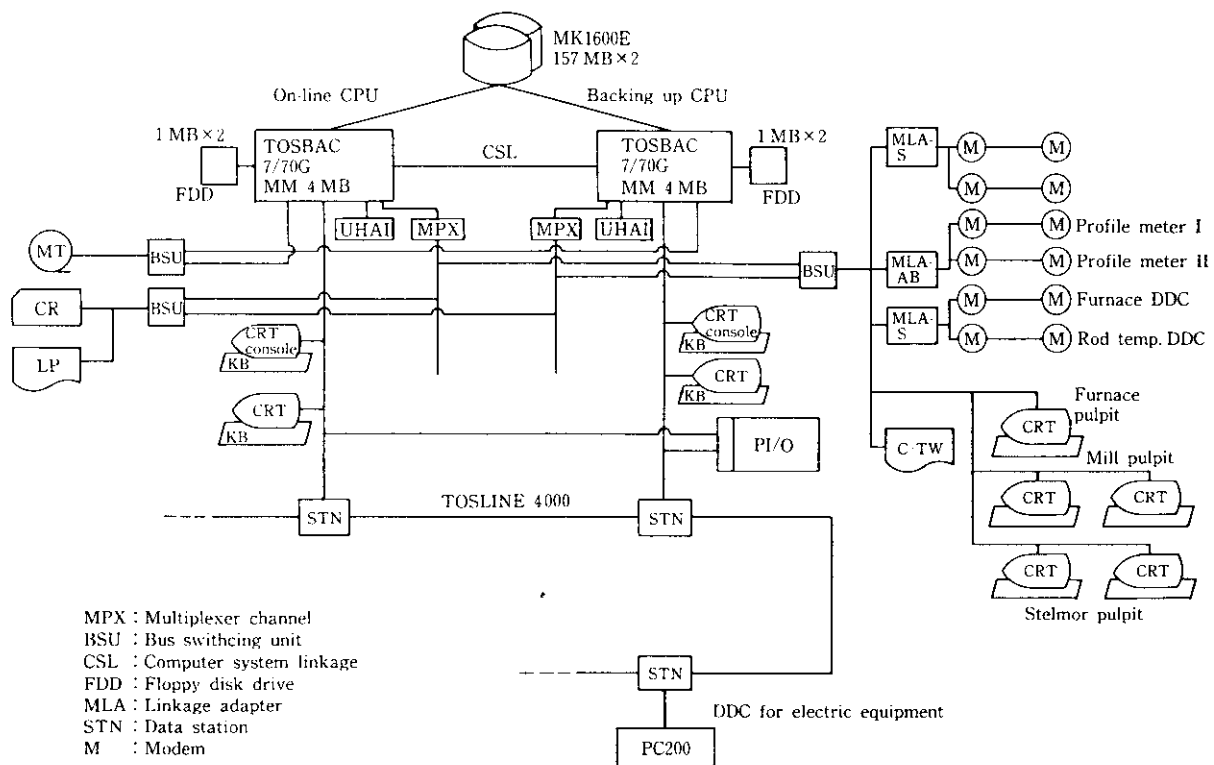 MK1600E
157 MB×2
On-line CPU
Backing up CPU
1 MB×2
FDD
TOSBAC
7/70G
MM 4 MB
CSL
TOSBAC
7/70G
MM 4 MB
1 MB×2
FDD
UHAI
MPX
MPX
UHAI
MT
BSU
CR
LP
BSU
BSU
CRT
console
KB
CRT
KB
CRT
console
KB
CRT
KB
PI/O
STN
TOSLINE 4000
STN
STN
DDC for electric equipment
PC200
MLA-
S
M
M
M
M
MLA-
AB
M
M
Profile meter I
M
M
Profile meter II
MLA-
S
M
M
Furnace DDC
M
M
Rod temp. DDC
C·TW
Furnace
pulpit
CRT
Mill pulpit
CRT
CRT
CRT
CRT
Stelmor pulpit
MPX : Multiplexer channel
BSU : Bus swithcing unit
CSL : Computer system linkage
FDD : Floppy disk drive
MLA : Linkage adapter
STN : Data station
M : Modem